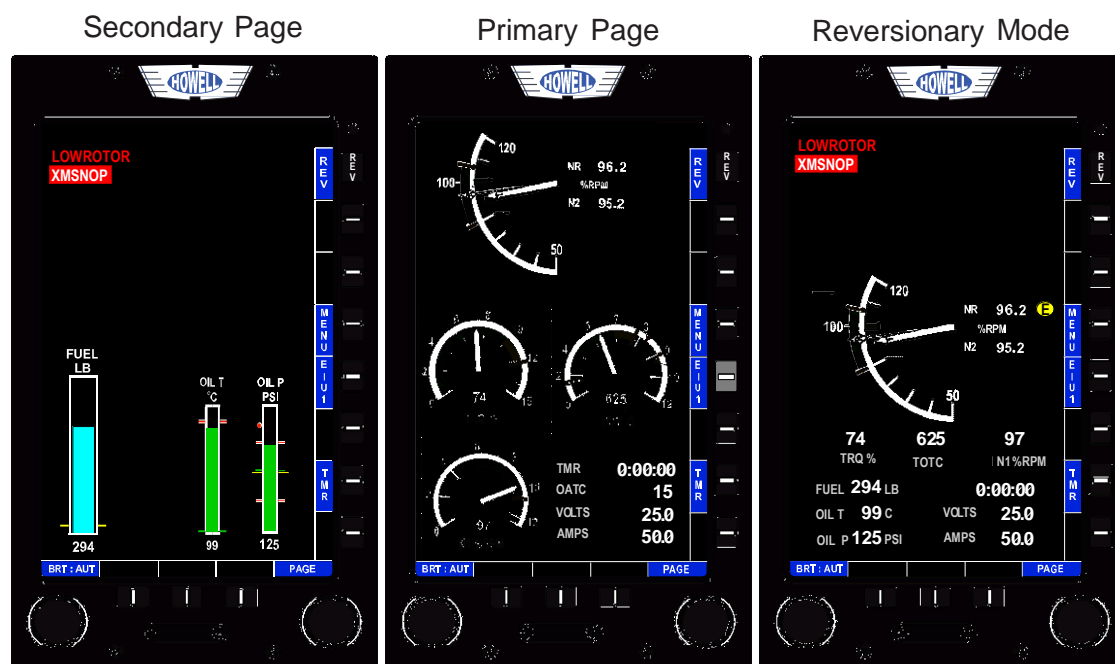 Secondary Page
HOWELL
LOWROTOR
XMSNOP
REV
REV
MENU
EIU1
TMR
FUEL
LB
OIL T
°C
OIL P
PSI
294
99
125
BRT : AUT
PAGE
Primary Page
HOWELL
120
100
50
NR 96.2
%RPM
N2 95.2
REV
REV
MENU
EIU1
TMR
74
625
TMR 0:00:00
OATC 15
VOLTS 25.0
AMPS 50.0
BRT : AUT
PAGE
Reversionary Mode
HOWELL
LOWROTOR
XMSNOP
REV
REV
120
100
50
NR 96.2 E
%RPM
N2 95.2
MENU
EIU1
TMR
74 625 97
TRQ % TOTC N1%RPM
FUEL 294 LB 0:00:00
OIL T 99 C VOLTS 25.0
OIL P 125 PSI AMPS 50.0
BRT : AUT
PAGE